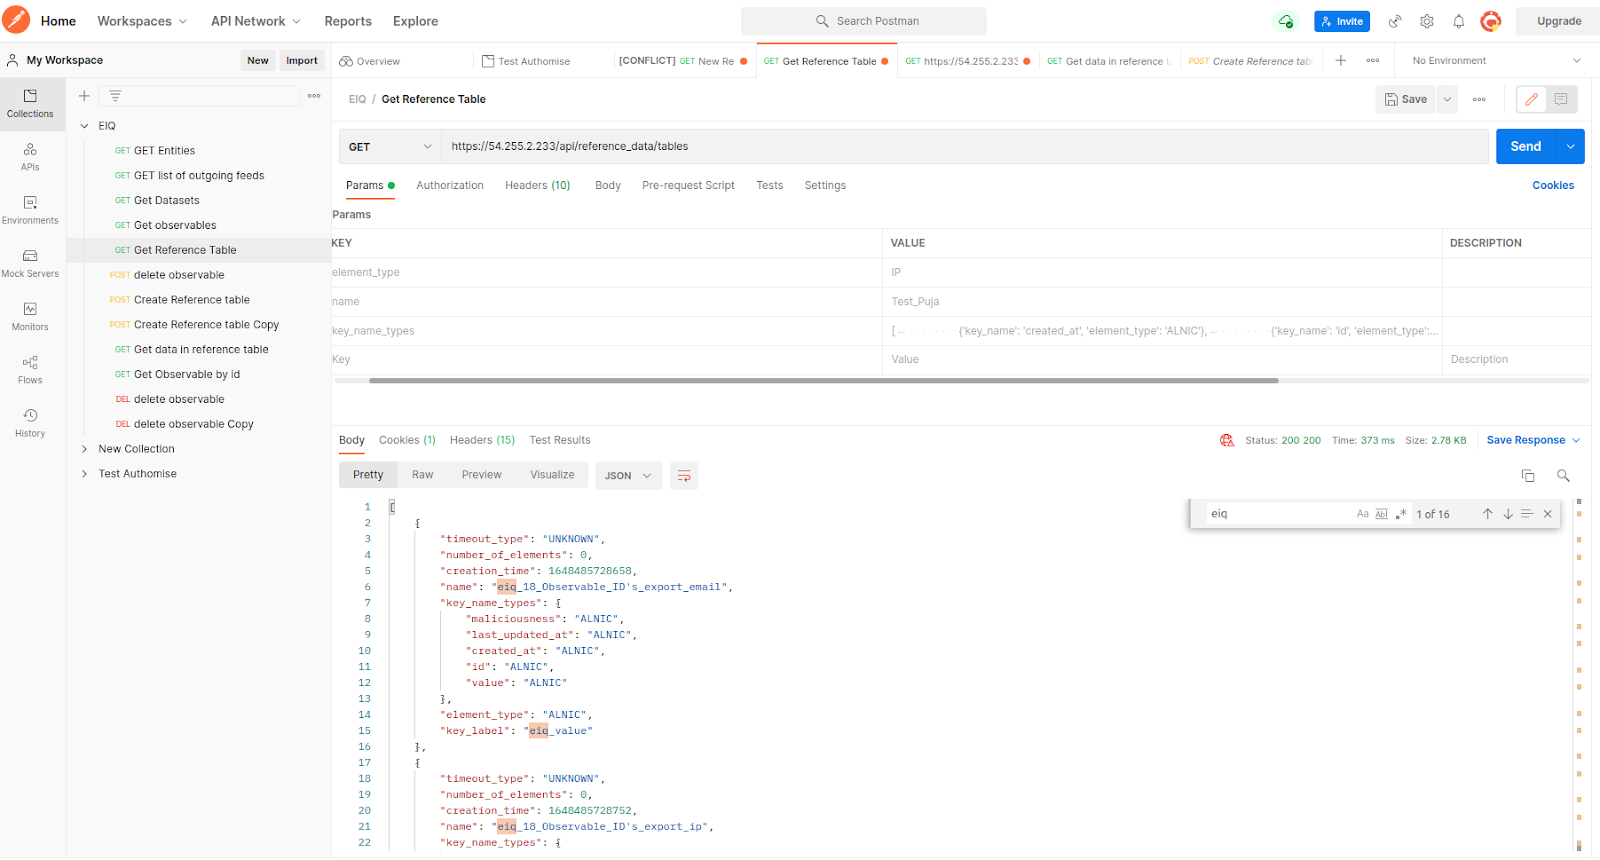 Home Workspaces API Network Reports Explore Search Postman Invite Upgrade
My Workspace New Import Overview Test Authomise [CONFLICT] GET New Re GET Get Reference Table GET https://54.255.2.233 GET Get data in reference t POST Create Reference tabl No Environment
Collections
APIs
Environments
Mock Servers
Monitors
Flows
History
EIQ
GET GET Entities
GET GET list of outgoing feeds
GET Get Datasets
GET Get observables
GET Get Reference Table
POST delete observable
POST Create Reference table
POST Create Reference table Copy
GET Get data in reference table
GET Get Observable by id
DEL delete observable
DEL delete observable Copy
New Collection
Test Authomise
EIQ / Get Reference Table Save
GET https://54.255.2.233/api/reference_data/tables Send
Params Authorization Headers (10) Body Pre-request Script Tests Settings Cookies
Params
KEY VALUE DESCRIPTION
element_type IP
name Test_Puja
key_name_types [ {'key_name': 'created_at', 'element_type': 'ALNIC'}, {'key_name': 'id', 'element_type':...
Key Value Description
Body Cookies (1) Headers (15) Test Results Status: 200 200 Time: 373 ms Size: 2.78 KB Save Response
Pretty Raw Preview Visualize JSON
eiq Aa Abl .* 1 of 16
1 [
2 {
3 "timeout_type": "UNKNOWN",
4 "number_of_elements": 0,
5 "creation_time": 1648485728658,
6 "name": "eiq_18_Observable_ID's_export_email",
7 "key_name_types": {
8 "maliciousness": "ALNIC",
9 "last_updated_at": "ALNIC",
10 "created_at": "ALNIC",
11 "id": "ALNIC",
12 "value": "ALNIC"
13 },
14 "element_type": "ALNIC",
15 "key_label": "eiq_value"
16 },
17 {
18 "timeout_type": "UNKNOWN",
19 "number_of_elements": 0,
20 "creation_time": 1648485728752,
21 "name": "eiq_18_Observable_ID's_export_ip",
22 "key_name_types": {